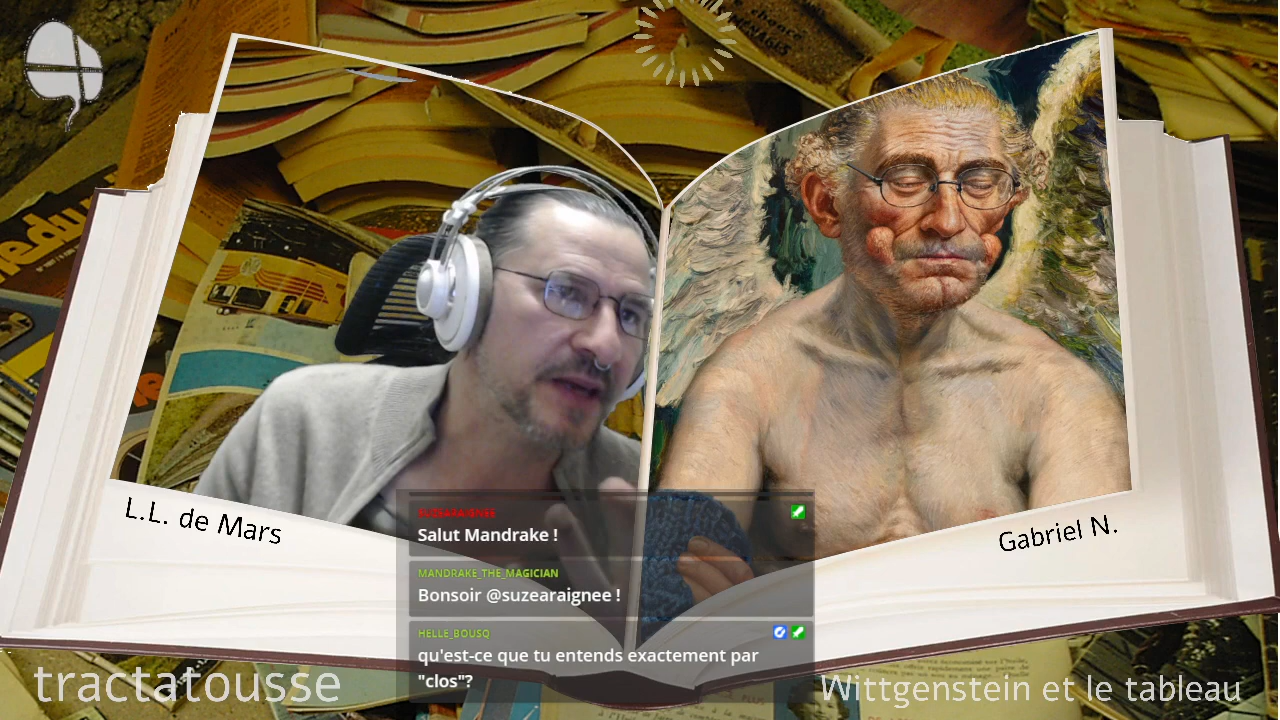 L.L. de Mars
Gabriel N.
SUZEARAIGNEE
Salut Mandrake !
MANDRAKE_THE_MAGICIAN
Bonsoir @suzearaignee !
HELLE_BOUSQ
qu'est-ce que tu entends exactement par
"clos"?
tractatousse
Wittgenstein et le tableau